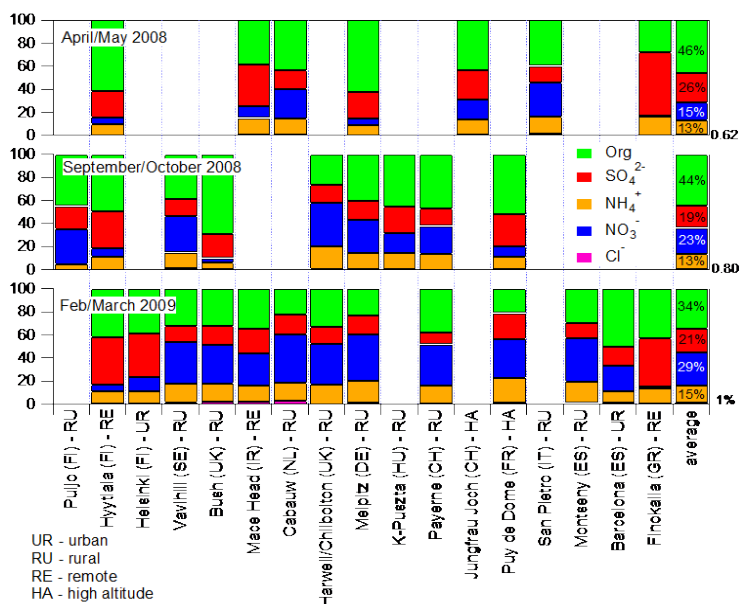 April/May 2008
100
80
60
40
20
0
46%
26%
15%
13%
0.62
September/October 2008
100
80
60
40
20
0
Org
SO₄²⁻
NH₄⁺
NO₃⁻
Cl⁻
44%
19%
23%
13%
0.80
Feb/March 2009
100
80
60
40
20
0
34%
21%
29%
15%
1%
Puijo (FI) - RU
Hyytiala (FI) - RE
Helsinki (FI) - UR
Vavihill (SE) - RU
Bush (UK) - RU
Mace Head (IR) - RE
Cabauw (NL) - RU
Harwell/Chilbolton (UK) - RU
Melpitz (DE) - RU
K-Puszta (HU) - RU
Payerne (CH) - RU
Jungfrau Joch (CH) - HA
Puy de Dome (FR) - HA
San Pietro (IT) - RU
Montseny (ES) - RU
Barcelona (ES) - UR
Finokalia (GR) - RE
average
UR - urban
RU - rural
RE - remote
HA - high altitude